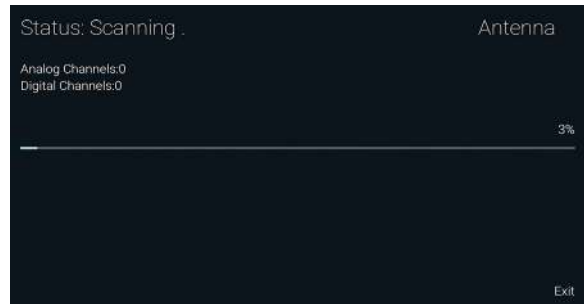 Status: Scanning .
Antenna
Analog Channels:0
Digital Channels:0
3%
Exit